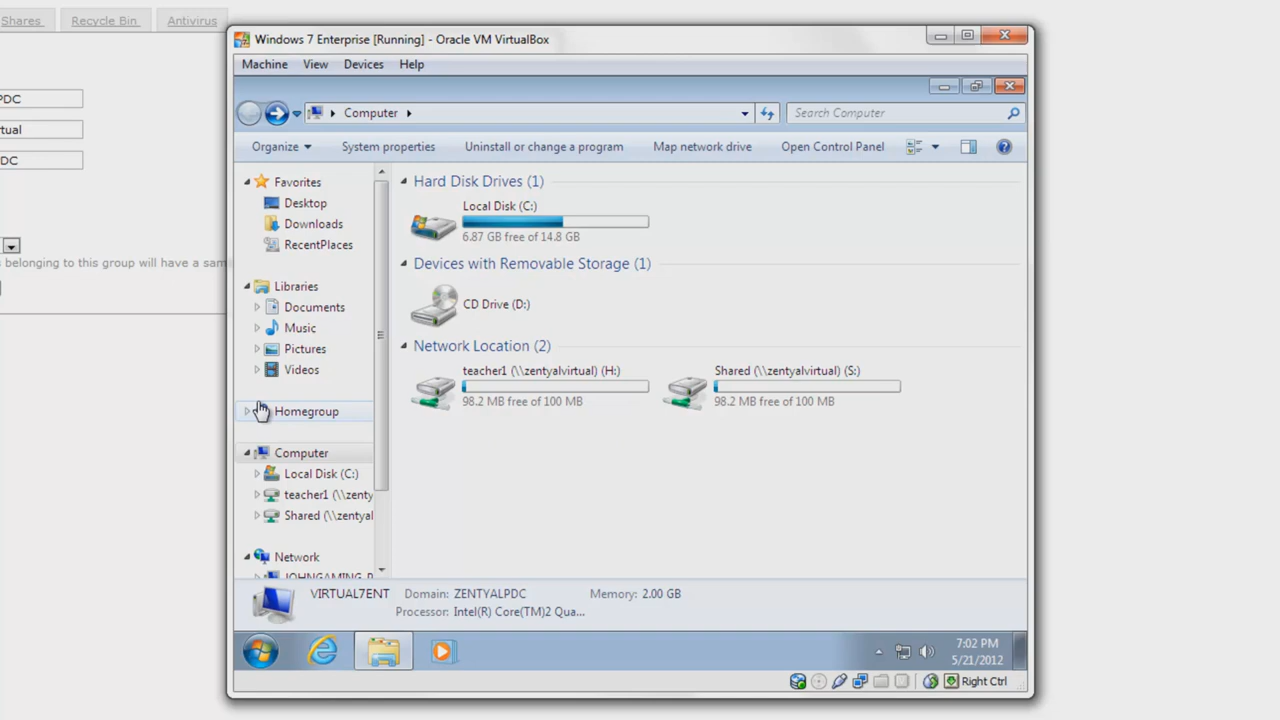 Shares
Recycle Bin
Antivirus
PDC
tual
DC
s belonging to this group will have a sam
Windows 7 Enterprise [Running] - Oracle VM VirtualBox
Machine
View
Devices
Help
Computer
Search Computer
Organize
System properties
Uninstall or change a program
Map network drive
Open Control Panel
Favorites
Desktop
Downloads
RecentPlaces
Libraries
Documents
Music
Pictures
Videos
Homegroup
Computer
Local Disk (C:)
teacher1 (\\zenty
Shared (\\zentyal
Network
JOHNGAMING_P
Hard Disk Drives (1)
Local Disk (C:)
6.87 GB free of 14.8 GB
Devices with Removable Storage (1)
CD Drive (D:)
Network Location (2)
teacher1 (\\zentyalvirtual) (H:)
98.2 MB free of 100 MB
Shared (\\zentyalvirtual) (S:)
98.2 MB free of 100 MB
VIRTUAL7ENT
Domain: ZENTYALPDC
Memory: 2.00 GB
Processor: Intel(R) Core(TM)2 Qua...
7:02 PM
5/21/2012
Right Ctrl